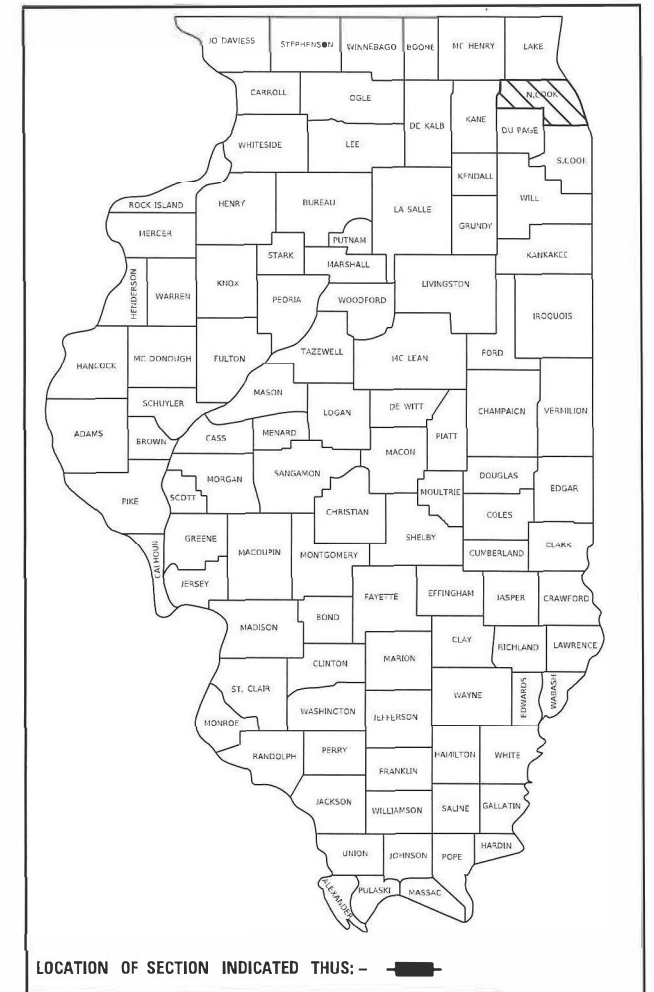 JO DAVIESS
STEPHENSON
WINNEBAGO
BOONE
MC HENRY
LAKE
CARROLL
OGLE
N.COOK
DE KALB
KANE
DU PAGE
WHITESIDE
LEE
S.COOK
KENDALL
WILL
ROCK ISLAND
HENRY
BUREAU
LA SALLE
GRUNDY
MERCER
PUTNAM
STARK
MARSHALL
KANKAKEE
HENDERSON
WARREN
KNOX
PEORIA
WOODFORD
LIVINGSTON
IROQUOIS
HANCOCK
MC DONOUGH
FULTON
TAZEWELL
MC LEAN
FORD
SCHUYLER
MASON
LOGAN
DE WITT
CHAMPAIGN
VERMILION
ADAMS
BROWN
CASS
MENARD
PIATT
MACON
PIKE
SCOTT
MORGAN
SANGAMON
MOULTRIE
DOUGLAS
EDGAR
CHRISTIAN
COLES
CALHOUN
GREENE
MACOUPIN
MONTGOMERY
SHELBY
CUMBERLAND
CLARK
JERSEY
FAYETTE
EFFINGHAM
JASPER
CRAWFORD
MADISON
BOND
CLAY
RICHLAND
LAWRENCE
CLINTON
MARION
ST. CLAIR
WAYNE
EDWARDS
WABASH
MONROE
WASHINGTON
JEFFERSON
RANDOLPH
PERRY
HAMILTON
WHITE
FRANKLIN
JACKSON
WILLIAMSON
SALINE
GALLATIN
UNION
JOHNSON
POPE
HARDIN
ALEXANDER
PULASKI
MASSAC
LOCATION OF SECTION INDICATED THUS: –